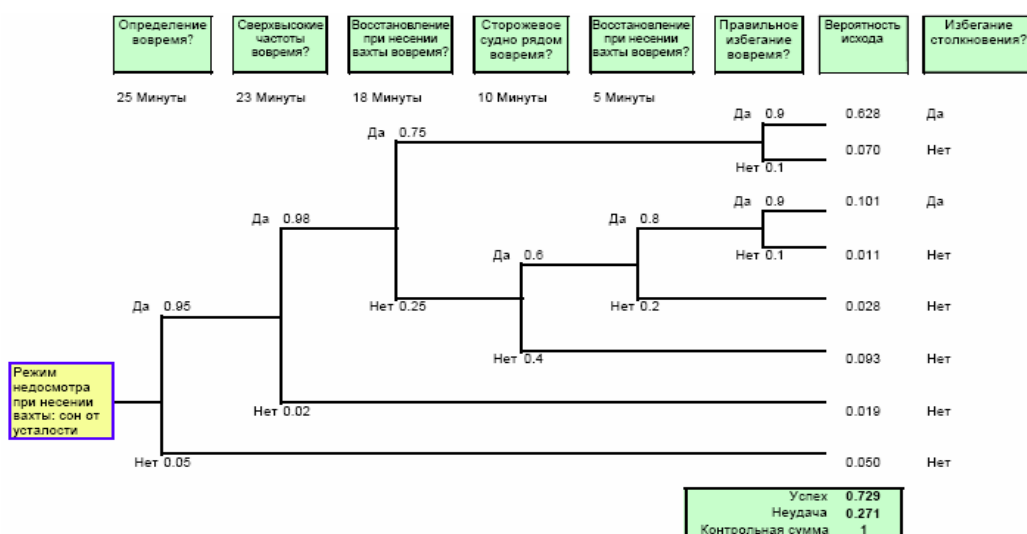 Определение
вовремя?
Сверхвысокие
частоты
вовремя?
Восстановление
при несении
вахты вовремя?
Сторожевое
судно рядом
вовремя?
Восстановление
при несении
вахты вовремя?
Правильное
избегание
вовремя?
Вероятность
исхода
Избегание
столкновения?
25 Минуты
23 Минуты
18 Минуты
10 Минуты
5 Минуты
Да 0.75
Да 0.9
0.628
Да
0.070
Нет
Нет 0.1
Да 0.98
Да 0.8
Да 0.9
0.101
Да
Да 0.6
Нет 0.1
0.011
Нет
Да 0.95
Нет 0.25
Нет 0.2
0.028
Нет
Нет 0.4
0.093
Нет
Режим
недосмотра
при несении
вахты: сон от
усталости
Нет 0.02
0.019
Нет
Нет 0.05
0.050
Нет
Успех 0.729
Неудача 0.271
Контрольная сумма 1